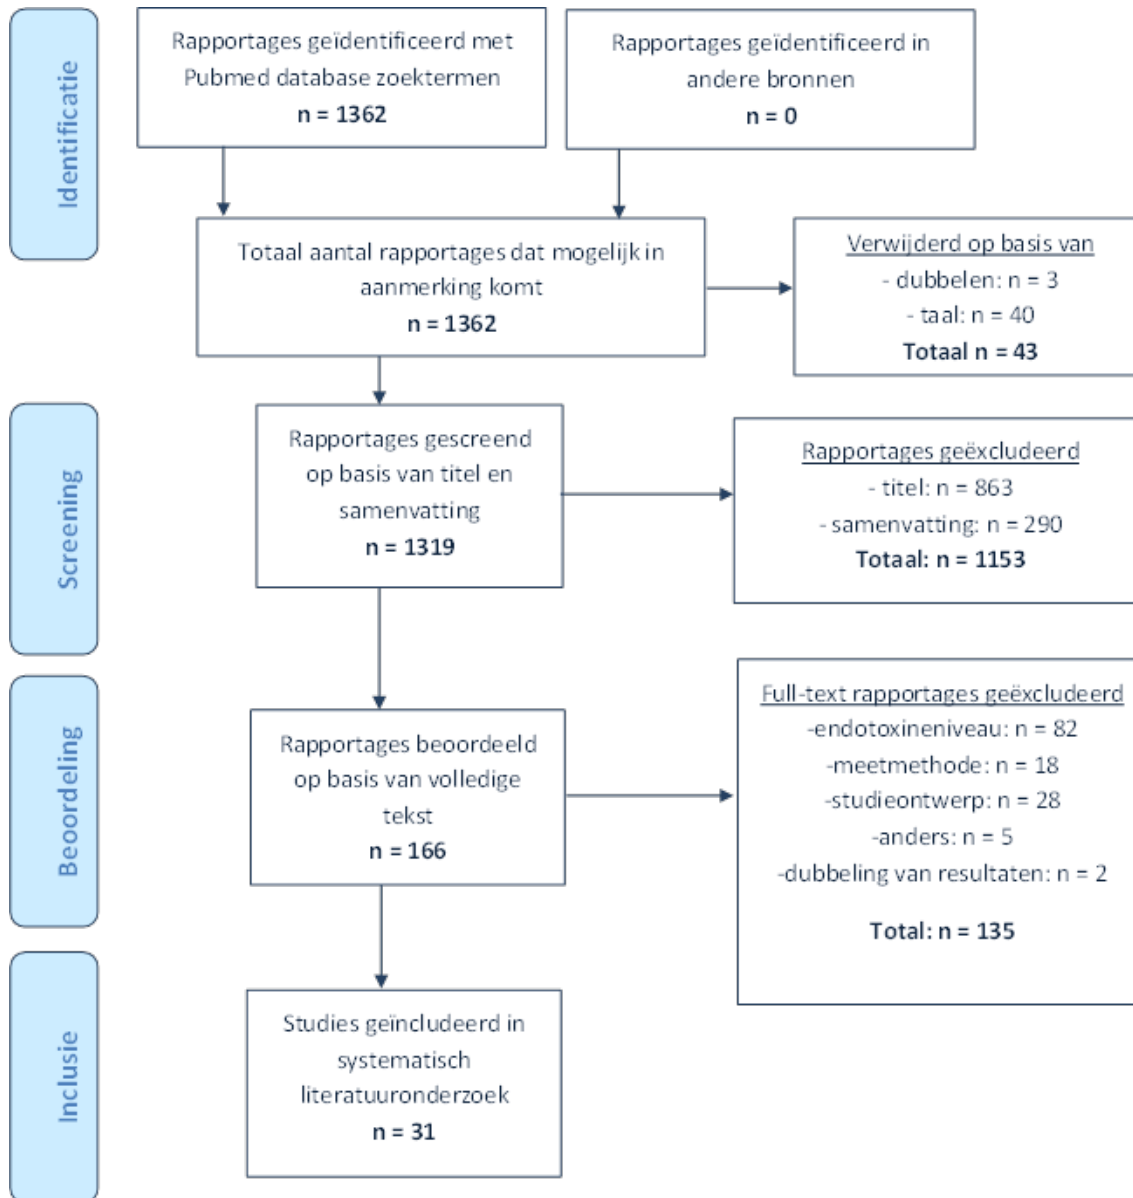 Identificatie
Rapportages geïdentificeerd met
Pubmed database zoektermen
n = 1362
Rapportages geïdentificeerd in
andere bronnen
n = 0
Totaal aantal rapportages dat mogelijk in
aanmerking komt
n = 1362
Verwijderd op basis van
- dubbelen: n = 3
- taal: n = 40
Totaal n = 43
Screening
Rapportages gescreend
op basis van titel en
samenvatting
n = 1319
Rapportages geëxcludeerd
- titel: n = 863
- samenvatting: n = 290
Totaal: n = 1153
Beoordeling
Rapportages beoordeeld
op basis van volledige
tekst
n = 166
Full-text rapportages geëxcludeerd
-endotoxineniveau: n = 82
-meetmethode: n = 18
-studieontwerp: n = 28
-anders: n = 5
-dubbeling van resultaten: n = 2
Total: n = 135
Inclusie
Studies geïncludeerd in
systematisch
literatuuronderzoek
n = 31